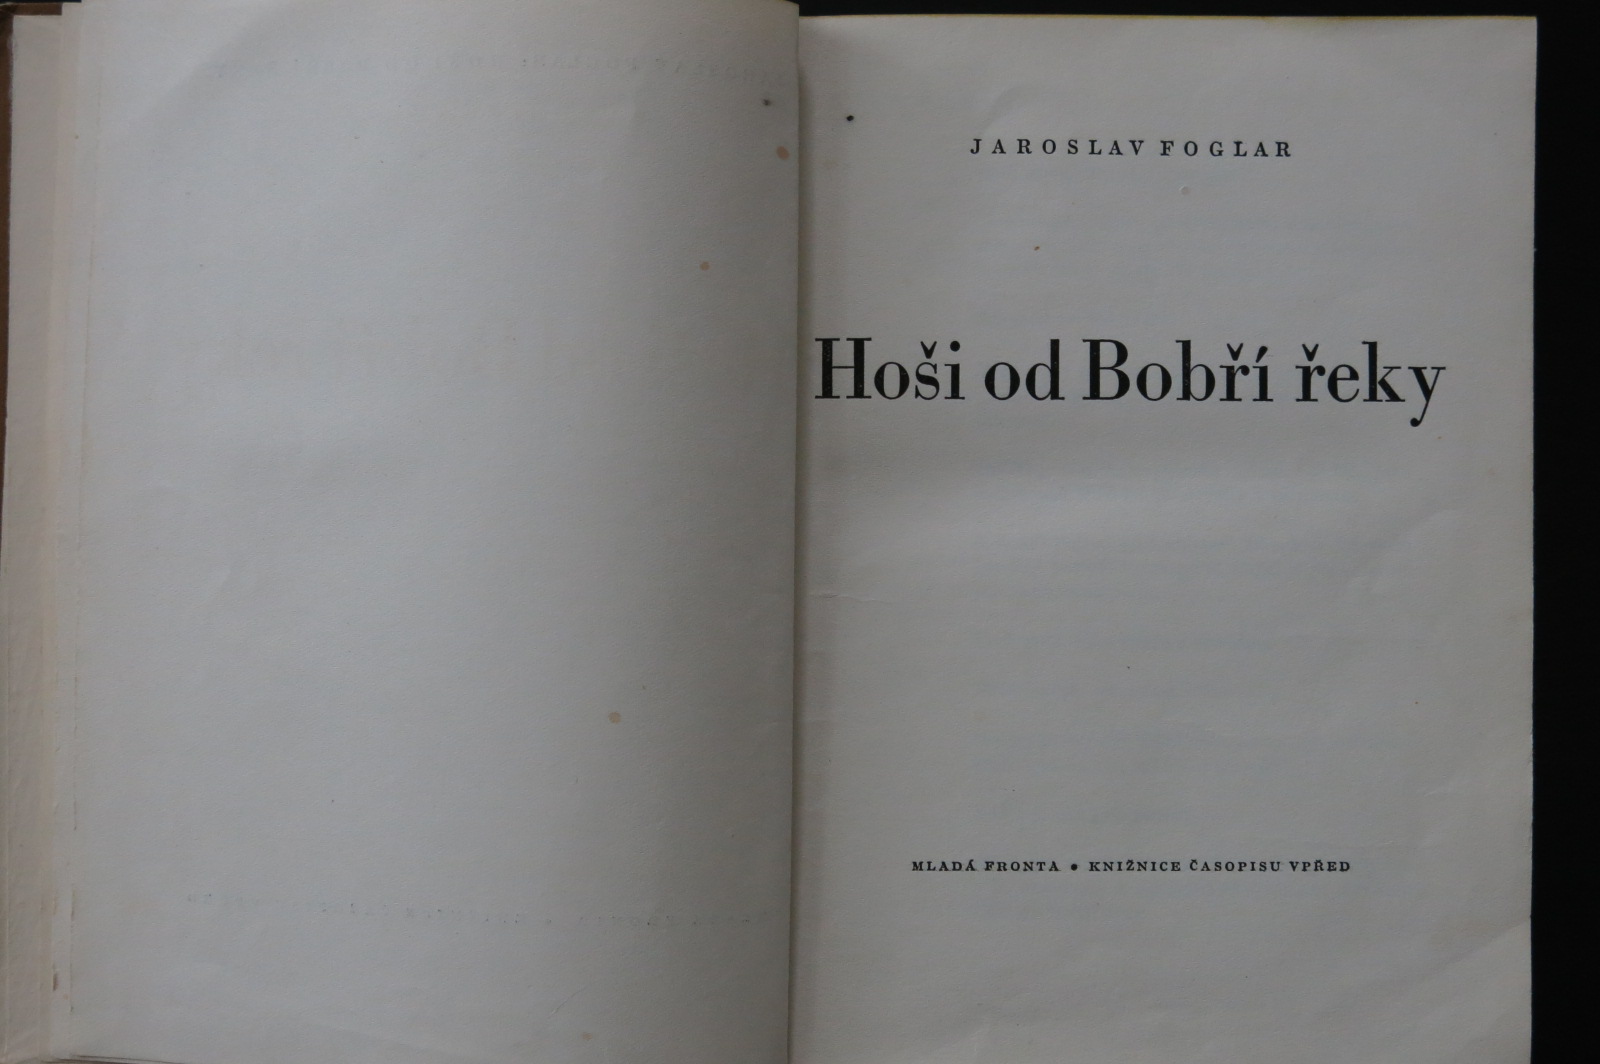 JAROSLAV FOGLAR
Hoši od Bobří řeky
MLADÁ FRONTA • KNIŽNICE ČASOPISU VPŘED